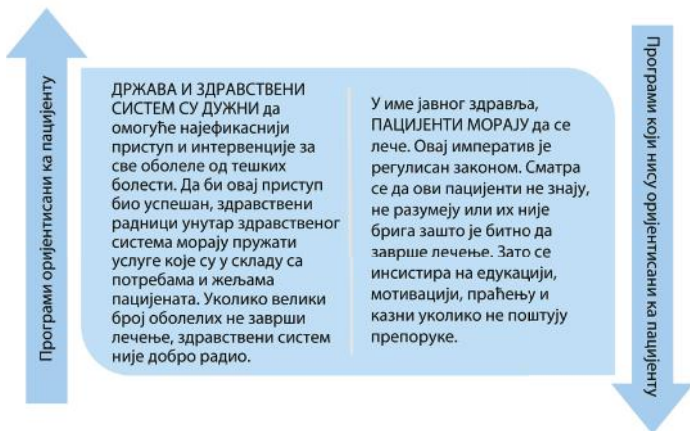 Програми оријентисани ка пацијенту
ДРЖАВА И ЗДРАВСТВЕНИ
СИСТЕМ СУ ДУЖНИ да
омогуће најефикаснији
приступ и интервенције за
све оболеле од тешких
болести. Да би овај приступ
био успешан, здравствени
радници унутар здравственог
система морају пружати
услуге које су у складу са
потребама и жељама
пацијената. Уколико велики
број оболелих не заврши
лечење, здравствени систем
није добро радио.
У име јавног здравља,
ПАЦИЈЕНТИ МОРАЈУ да се
лече. Овај императив је
регулисан законом. Сматра
се да ови пацијенти не знају,
не разумеју или их није
брига зашто је битно да
заврше лечење. Зато се
инсистира на едукацији,
мотивацији, праћењу и
казни уколико не поштују
препоруке.
Програми који нису оријентисани ка пацијенту